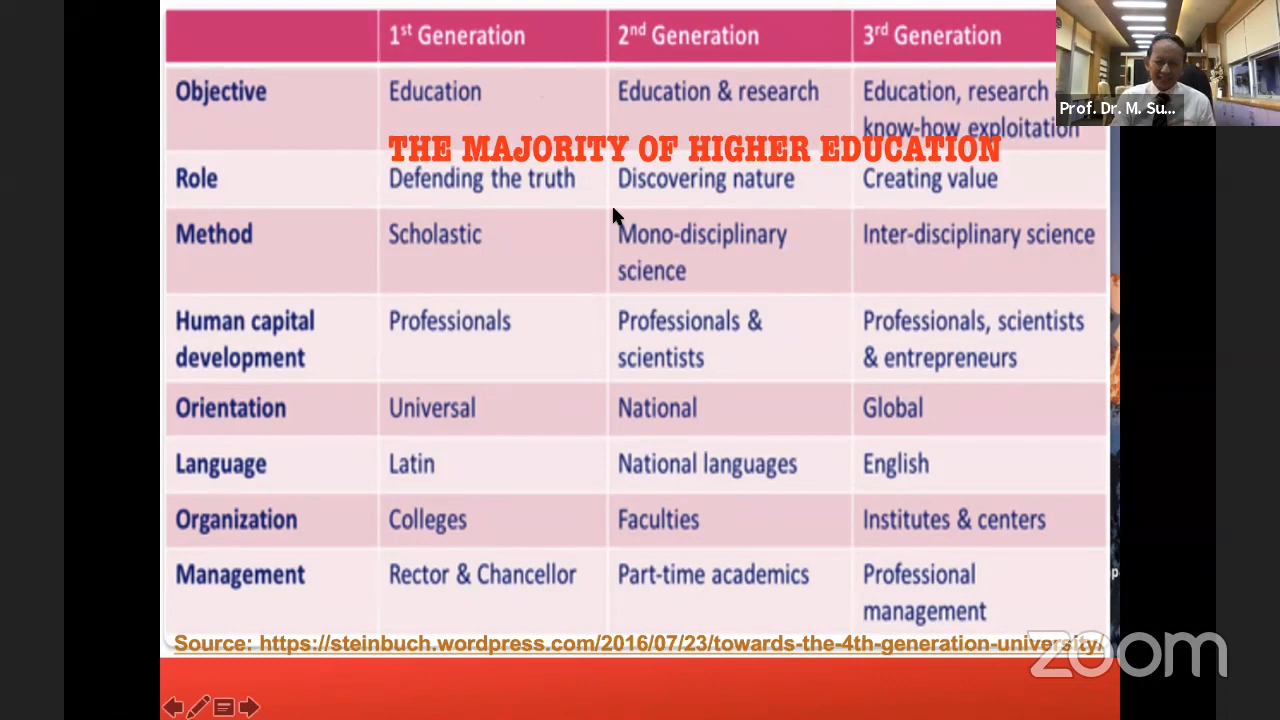 1st Generation 2nd Generation 3rd Generation
Objective Education Education & research Education, research
know-how exploitation
THE MAJORITY OF HIGHER EDUCATION
Role Defending the truth Discovering nature Creating value
Method Scholastic Mono-disciplinary Inter-disciplinary science
science
Human capital Professionals Professionals & Professionals, scientists
development scientists & entrepreneurs
Orientation Universal National Global
Language Latin National languages English
Organization Colleges Faculties Institutes & centers
Management Rector & Chancellor Part-time academics Professional
management
Source: https://steinbuch.wordpress.com/2016/07/23/towards-the-4th-generation-university/
Prof. Dr. M. Su...
zoom